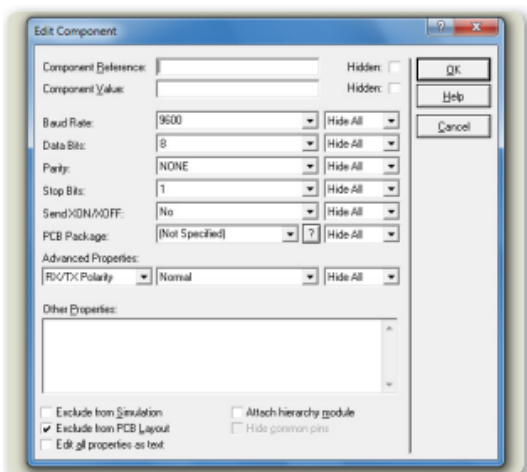 Edit Component
Component Reference: Hidden: OK
Component Value: Hidden: Help
Baud Rate: 9600 Hide All Cancel
Data Bits: 8 Hide All
Parity: NONE Hide All
Stop Bits: 1 Hide All
Send XON/XOFF: No Hide All
PCB Package: (Not Specified) ? Hide All
Advanced Properties:
RX/TX Polarity Normal Hide All
Other Properties:
Exclude from Simulation Attach hierarchy module
Exclude from PCB Layout Hide common pins
Edit all properties as text